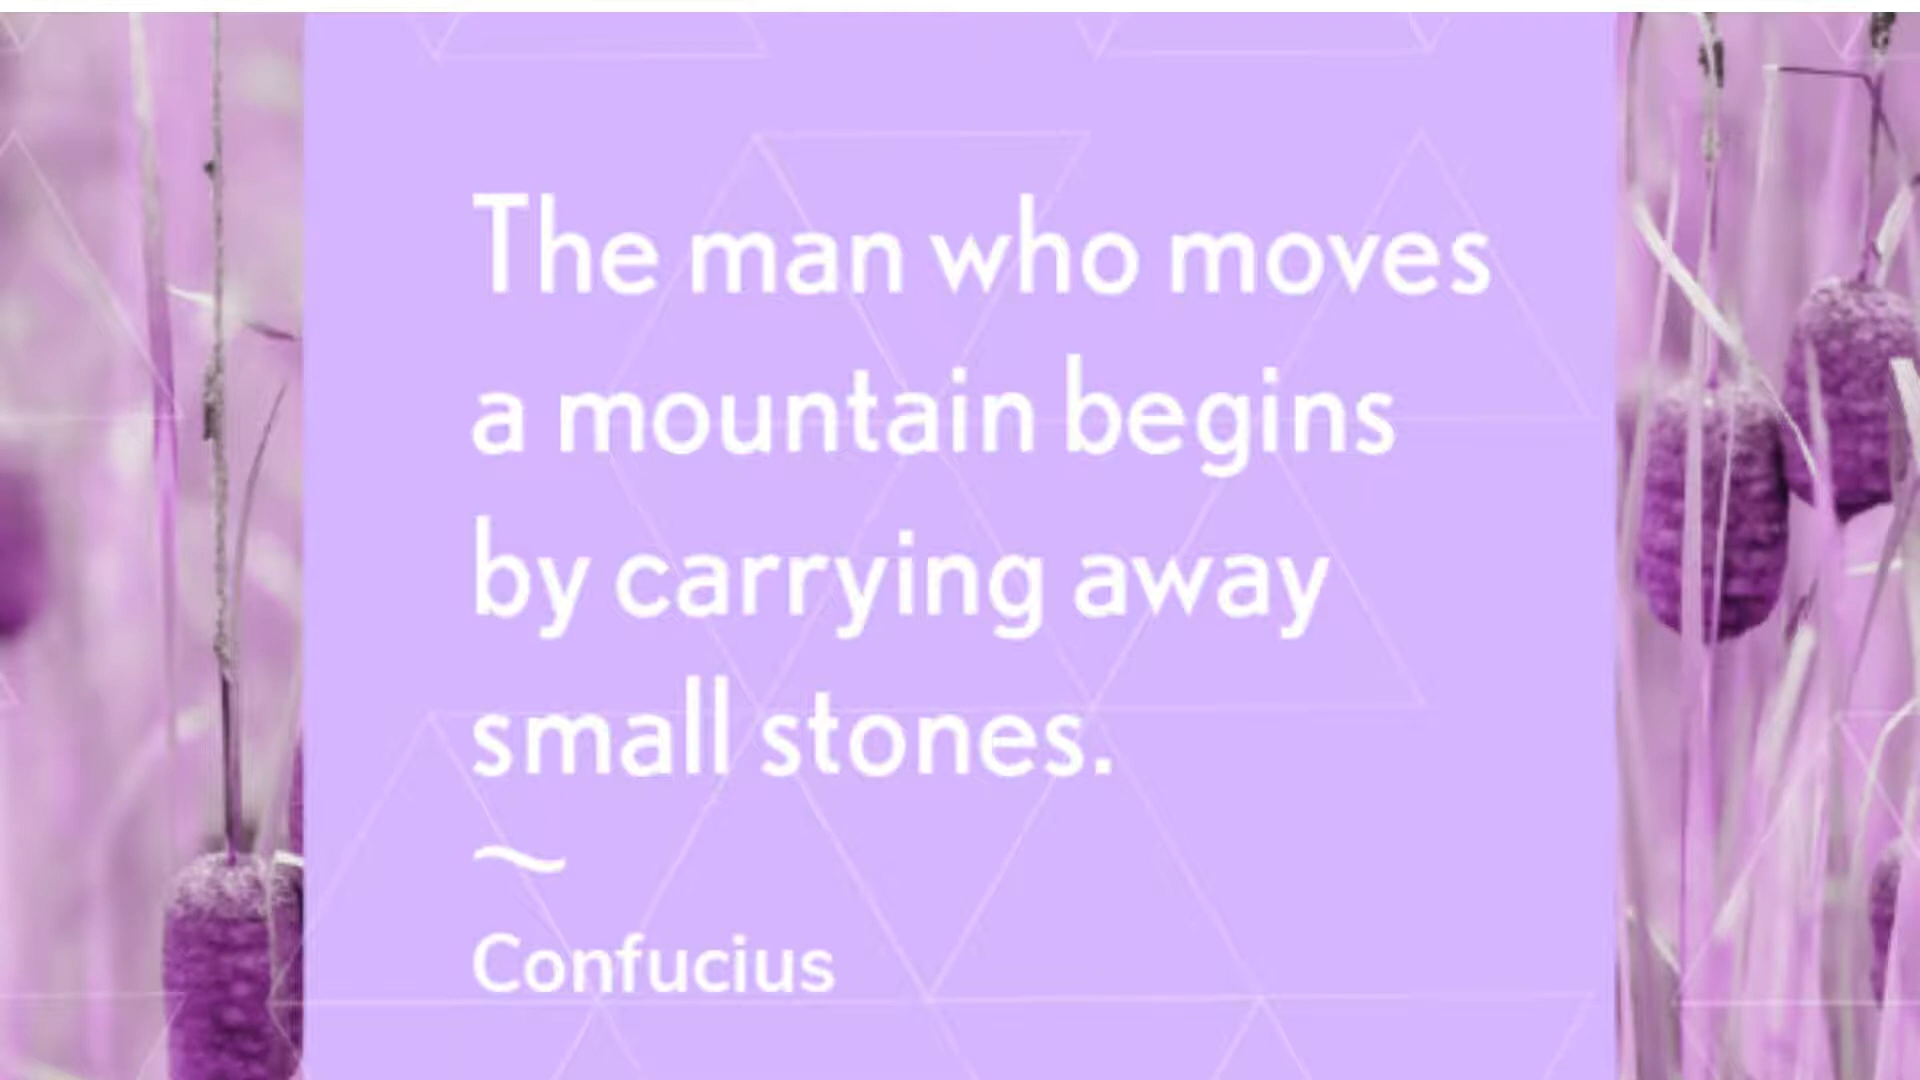 The man who moves
a mountain begins
by carrying away
small stones.
~
Confucius